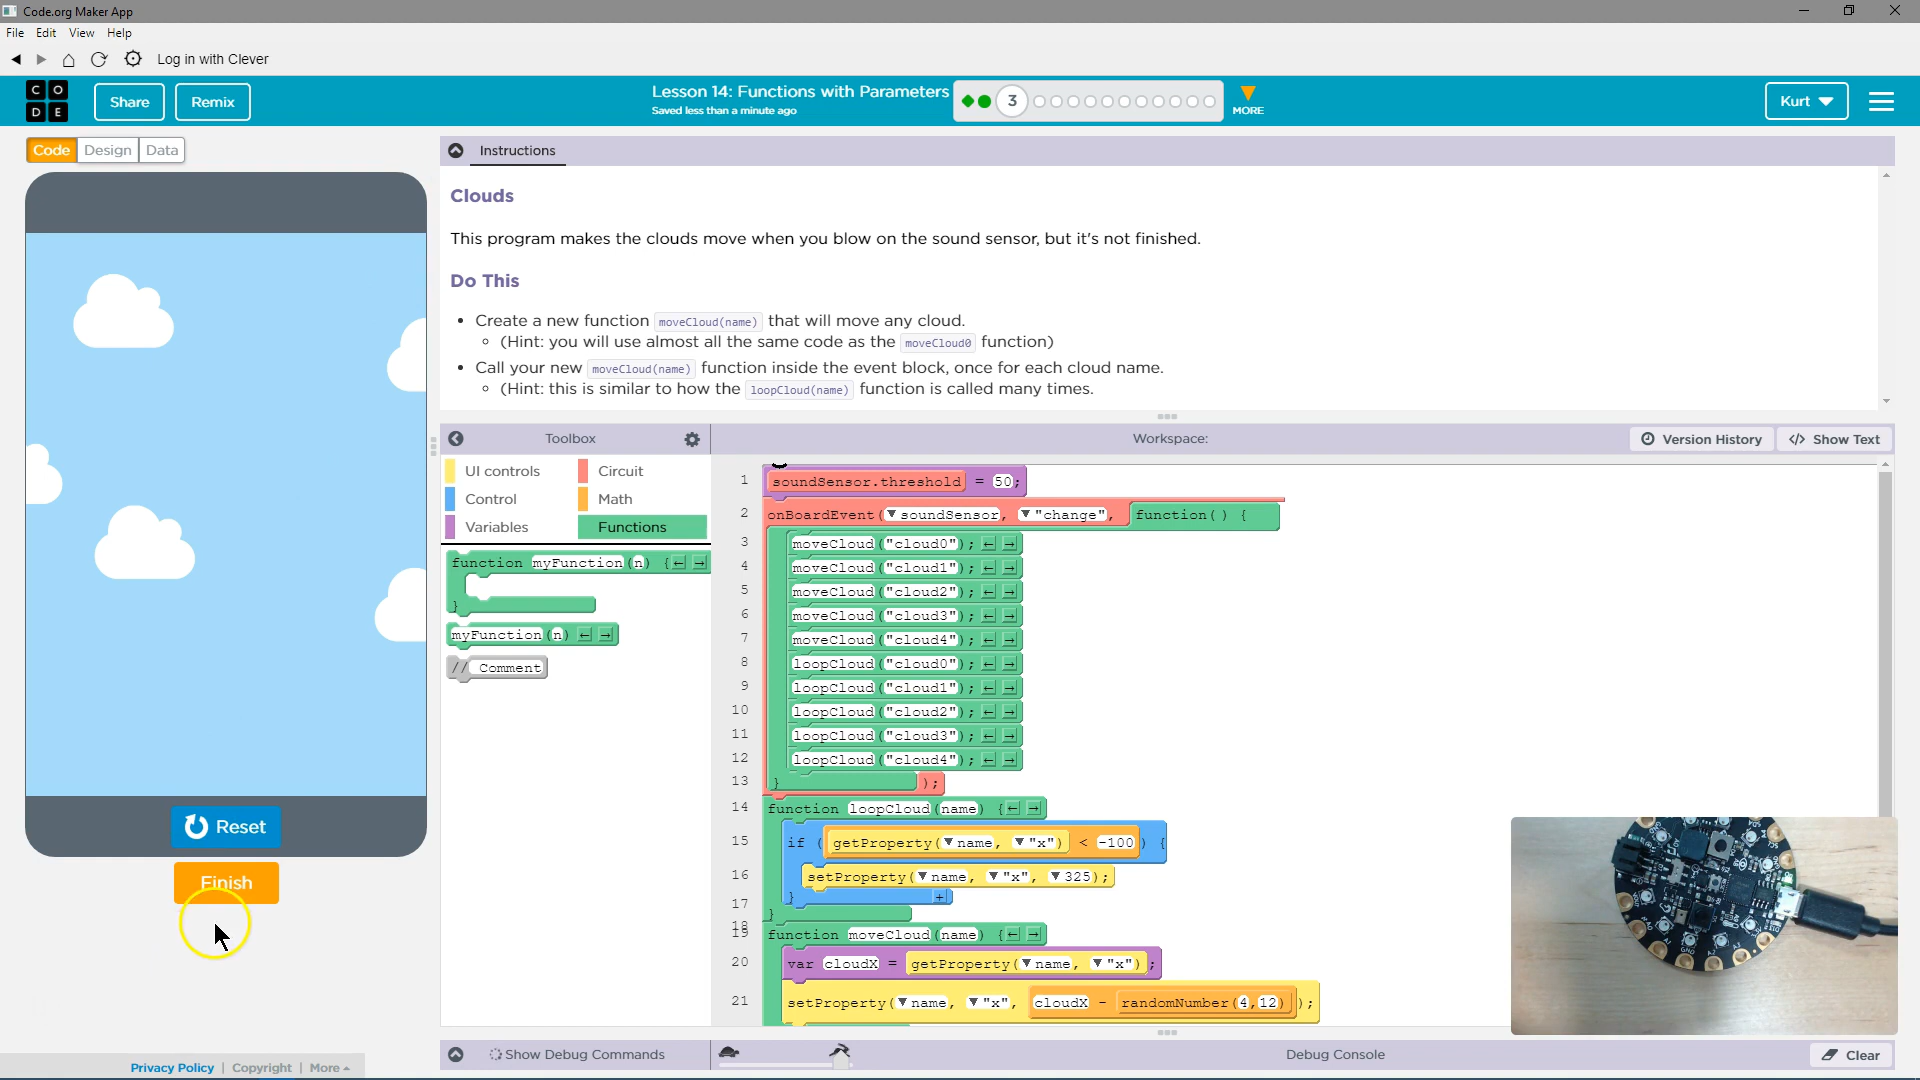 Code.org Maker App
File Edit View Help
Log in with Clever
C O D E
Share
Remix
Lesson 14: Functions with Parameters
Saved less than a minute ago
3
MORE
Kurt
Code Design Data
Instructions
Clouds
This program makes the clouds move when you blow on the sound sensor, but it's not finished.
Do This
Create a new function moveCloud(name) that will move any cloud.
(Hint: you will use almost all the same code as the moveCloud0 function)
Call your new moveCloud(name) function inside the event block, once for each cloud name.
(Hint: this is similar to how the loopCloud(name) function is called many times.
Toolbox
Workspace:
Version History
</> Show Text
UI controls
Circuit
Control
Math
Variables
Functions
function myFunction(n) {
}
myFunction(n)
// Comment
1 soundSensor.threshold = 50;
2 onBoardEvent(soundSensor, "change", function() {
3 moveCloud("cloud0");
4 moveCloud("cloud1");
5 moveCloud("cloud2");
6 moveCloud("cloud3");
7 moveCloud("cloud4");
8 loopCloud("cloud0");
9 loopCloud("cloud1");
10 loopCloud("cloud2");
11 loopCloud("cloud3");
12 loopCloud("cloud4");
13 } );
14 function loopCloud(name) {
15 if (getProperty(name, "x") < -100) {
16 setProperty(name, "x", 325);
17 } +
18 }
19 function moveCloud(name) {
20 var cloudX = getProperty(name, "x");
21 setProperty(name, "x", cloudX - randomNumber(4,12));
Reset
Finish
Privacy Policy | Copyright | More
Show Debug Commands
Debug Console
Clear